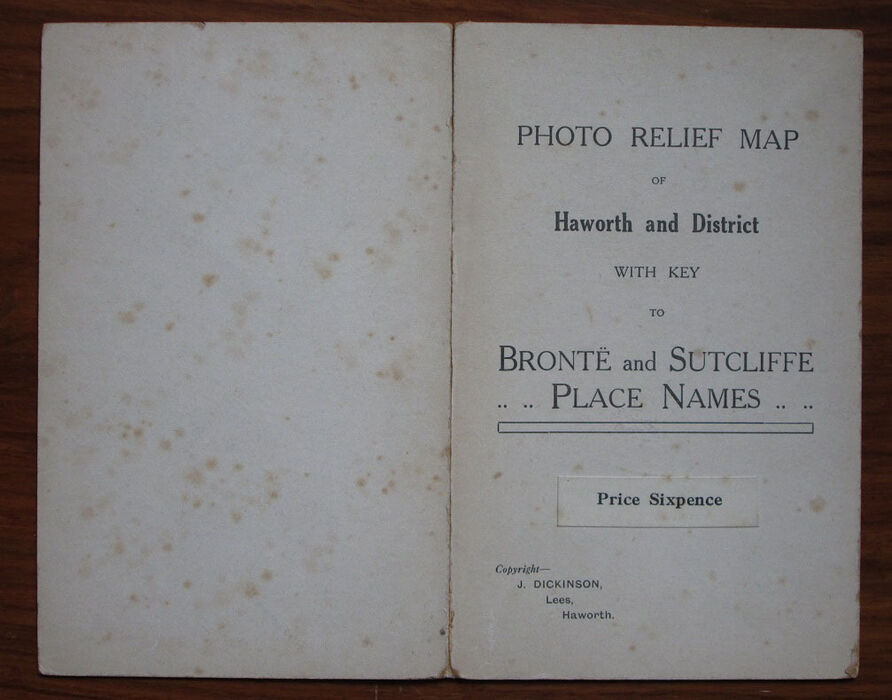 PHOTO RELIEF MAP
OF
Haworth and District
WITH KEY
TO
BRONTË and SUTCLIFFE
.. .. PLACE NAMES .. ..
Price Sixpence
Copyright—
J. DICKINSON,
Lees,
Haworth.